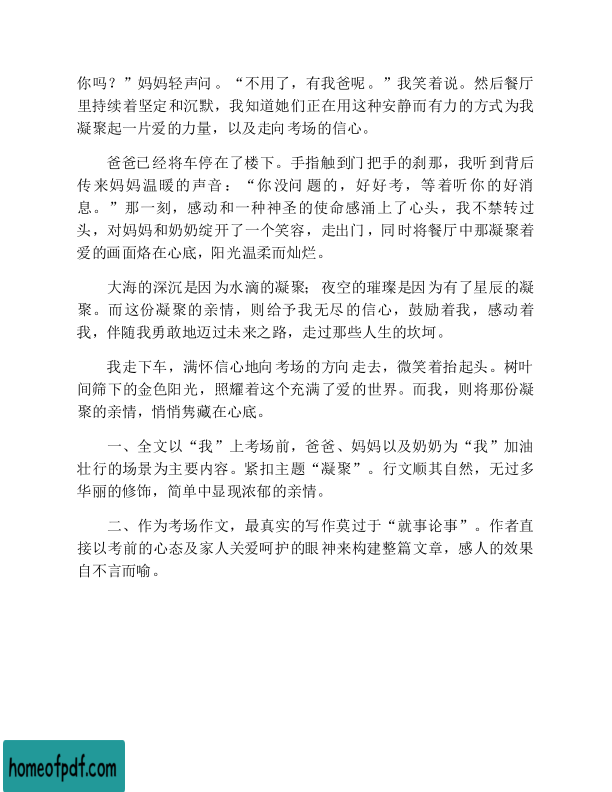 你吗？”妈妈轻声问。“不用了，有我爸呢。”我笑着说。然后餐厅
里持续着坚定和沉默，我知道她们正在用这种安静而有力的方式为我
凝聚起一片爱的力量，以及走向考场的信心。
爸爸已经将车停在了楼下。手指触到门把手的刹那，我听到背后
传来妈妈温暖的声音：“你没问题的，好好考，等着听你的好消
息。”那一刻，感动和一种神圣的使命感涌上了心头，我不禁转过
头，对妈妈和奶奶绽开了一个笑容，走出门，同时将餐厅中那凝聚着
爱的画面烙在心底，阳光温柔而灿烂。
大海的深沉是因为水滴的凝聚；夜空的璀璨是因为有了星辰的凝
聚。而这份凝聚的亲情，则给予我无尽的信心，鼓励着我，感动着
我，伴随我勇敢地迈过未来之路，走过那些人生的坎坷。
我走下车，满怀信心地向考场的方向走去，微笑着抬起头。树叶
间筛下的金色阳光，照耀着这个充满了爱的世界。而我，则将那份凝
聚的亲情，悄悄隽藏在心底。
一、全文以“我”上考场前，爸爸、妈妈以及奶奶为“我”加油
壮行的场景为主要内容。紧扣主题“凝聚”。行文顺其自然，无过多
华丽的修饰，简单中显现浓郁的亲情。
二、作为考场作文，最真实的写作莫过于“就事论事”。作者直
接以考前的心态及家人关爱呵护的眼神来构建整篇文章，感人的效果
自不言而喻。
homeofpdf.com